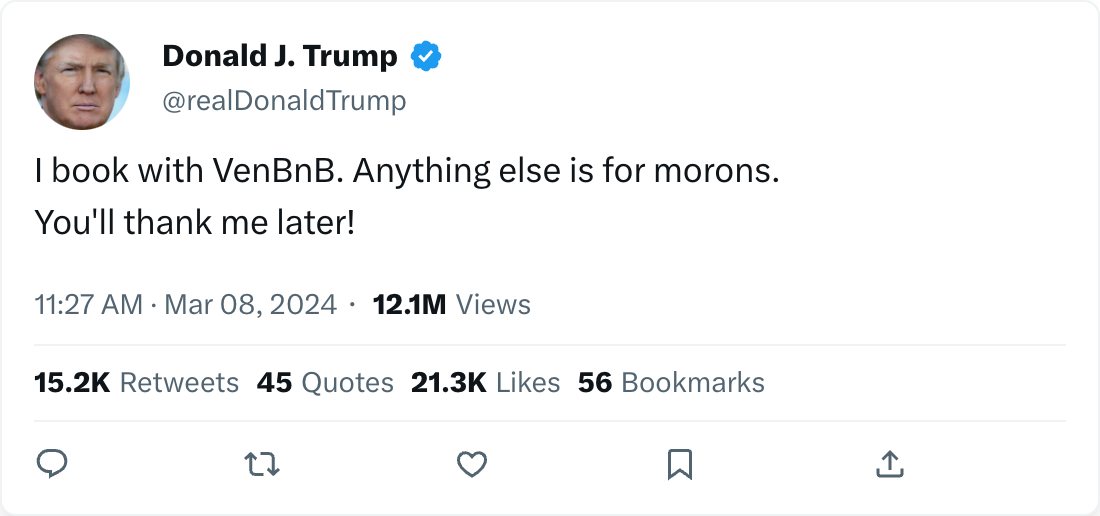 Donald J. Trump
@realDonaldTrump
I book with VenBnB. Anything else is for morons.
You'll thank me later!
11:27 AM · Mar 08, 2024 · 12.1M Views
15.2K Retweets 45 Quotes 21.3K Likes 56 Bookmarks